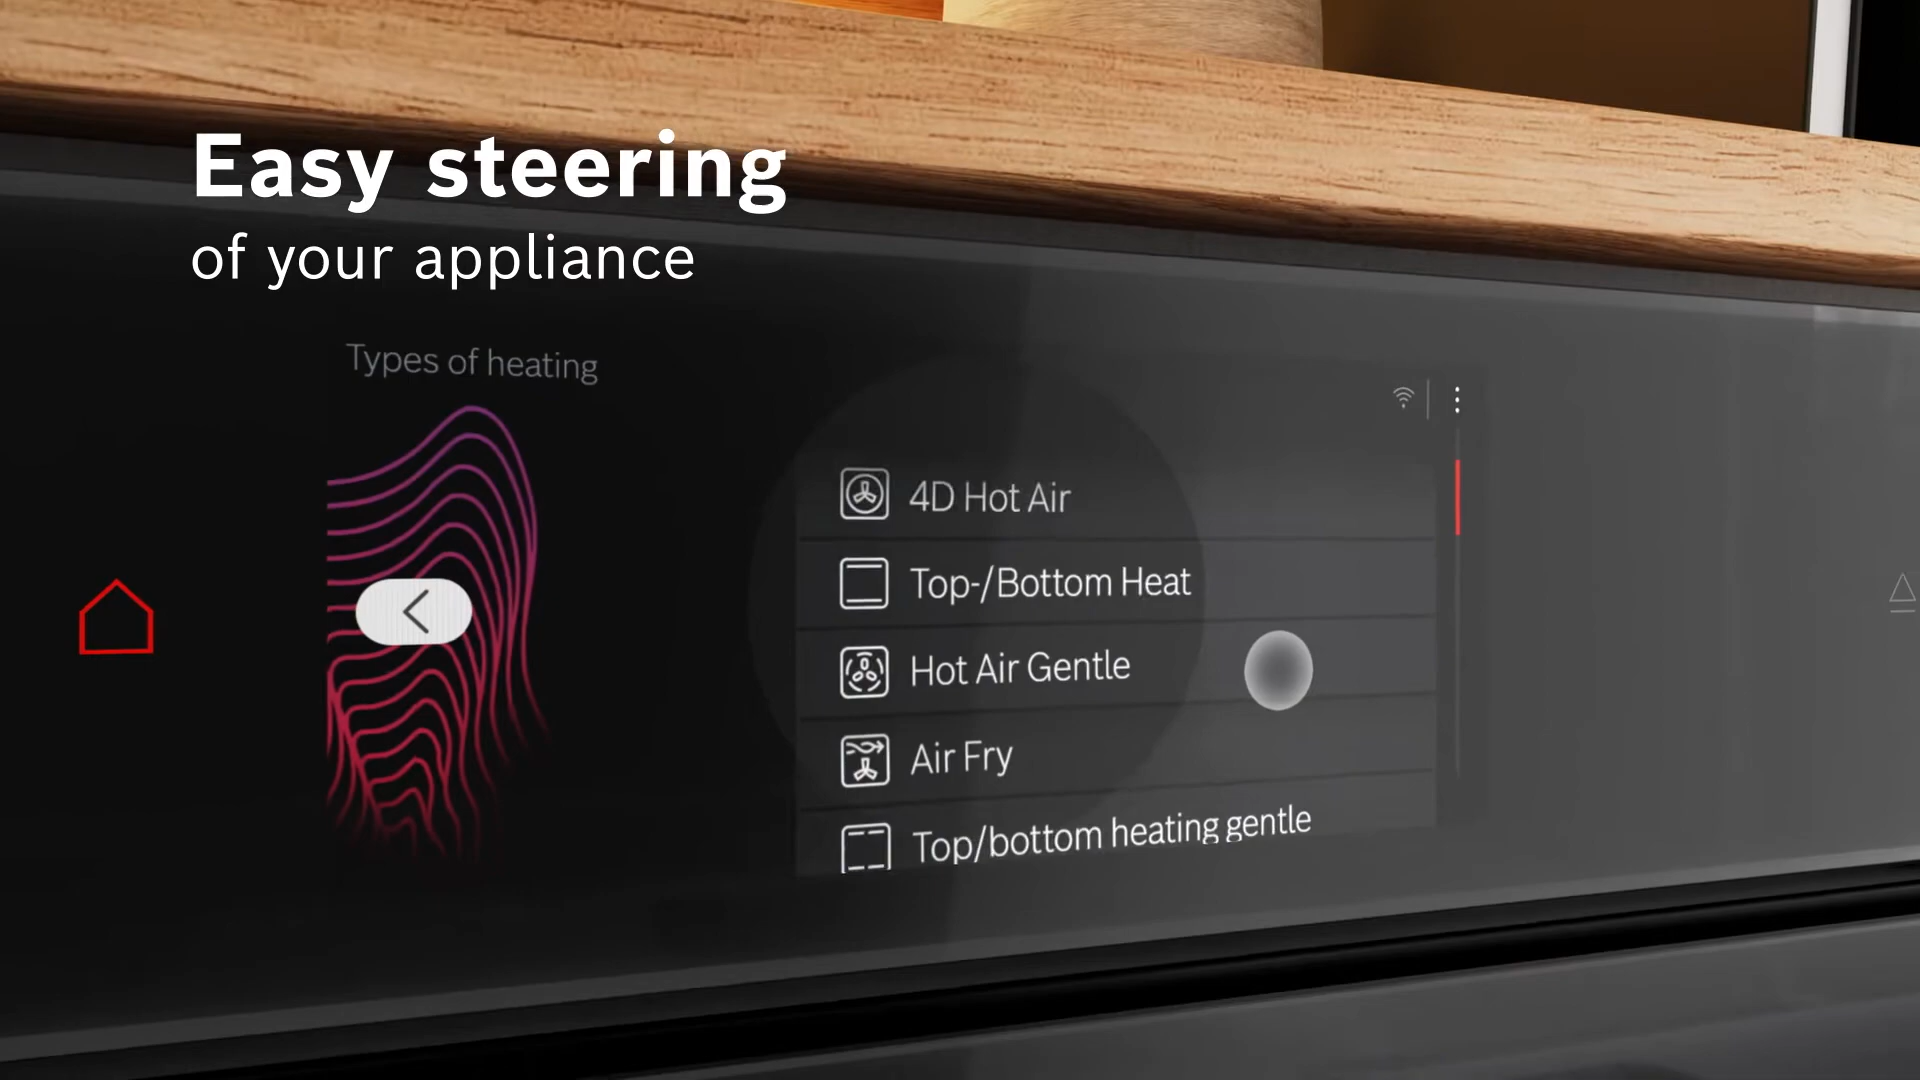 Easy steering
of your appliance
Types of heating
4D Hot Air
Top-/Bottom Heat
Hot Air Gentle
Air Fry
Top/bottom heating gentle